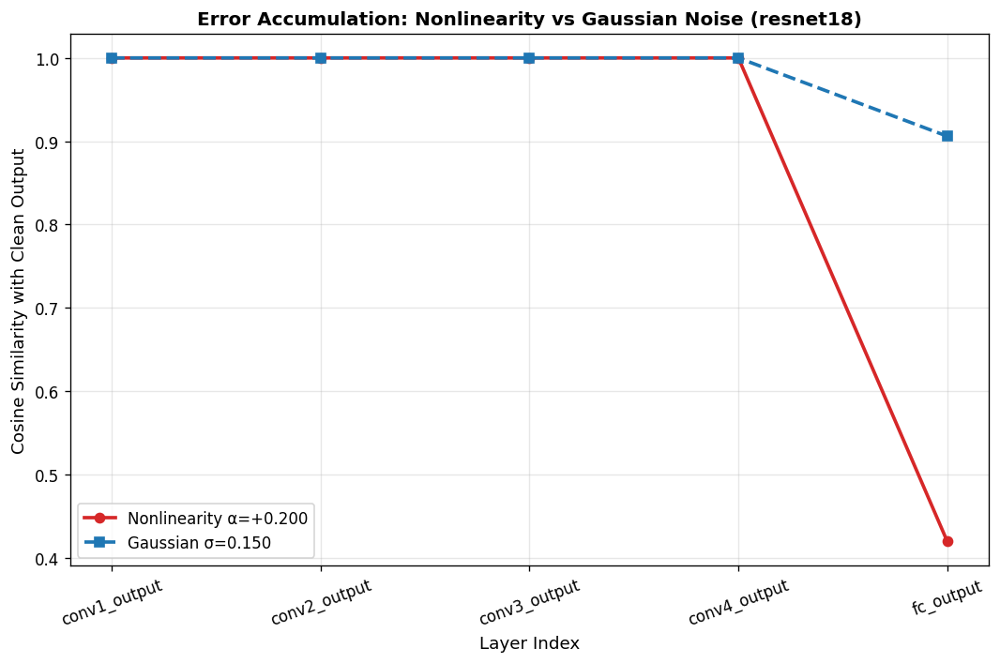 Error Accumulation: Nonlinearity vs Gaussian Noise (resnet18)
Cosine Similarity with Clean Output
1.0
0.9
0.8
0.7
0.6
0.5
0.4
Nonlinearity α=+0.200
Gaussian σ=0.150
conv1_output
conv2_output
conv3_output
conv4_output
fc_output
Layer Index